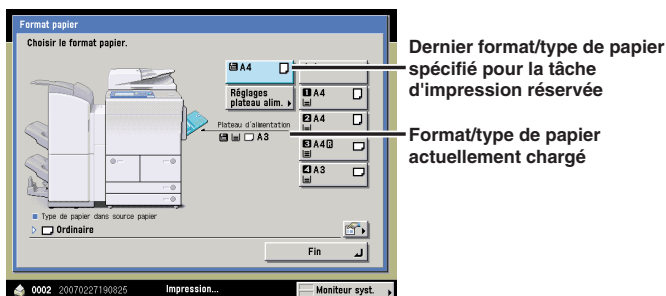 Format papier
Choisir le format papier.
A4
Réglages
plateau alim.
1 A4
2 A4
Plateau d'alimentation
A3
3 A4R
4 A3
Type de papier dans source papier
Ordinaire
Fin
0002 20070227190825 Impression... Moniteur syst.
Dernier format/type de papier
spécifié pour la tâche
d'impression réservée
Format/type de papier
actuellement chargé